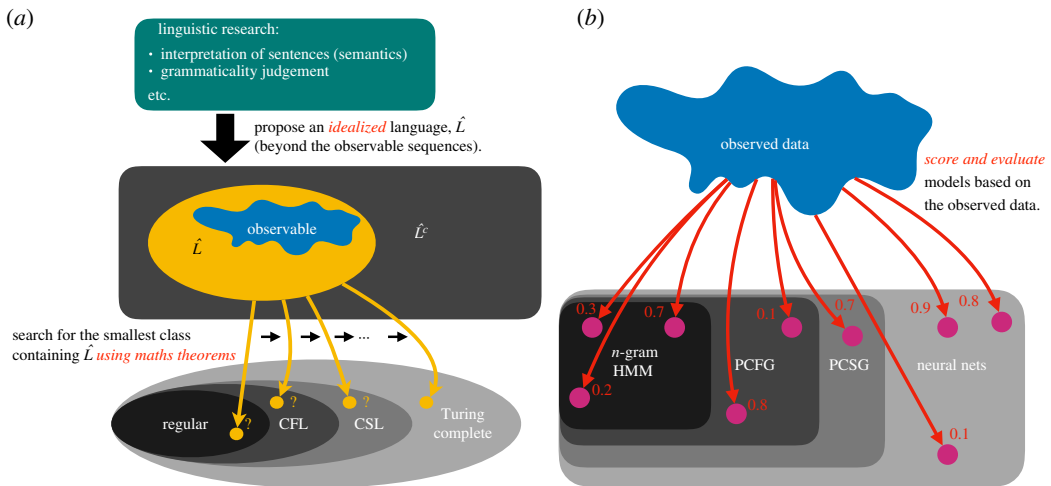 (a)
linguistic research:
· interpretation of sentences (semantics)
· grammaticality judgement
etc.
propose an idealized language, L̂
(beyond the observable sequences).
observable
L̂
L̂ᶜ
search for the smallest class
containing L̂ using maths theorems
...
?
?
?
regular
CFL
CSL
Turing
complete
(b)
observed data
score and evaluate
models based on
the observed data.
0.3
0.7
0.1
0.7
0.9
0.8
n-gram
HMM
PCFG
PCSG
neural nets
0.2
0.8
0.1